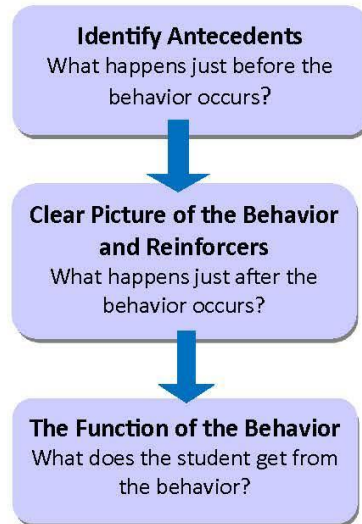 Identify Antecedents
What happens just before the
behavior occurs?
Clear Picture of the Behavior
and Reinforcers
What happens just after the
behavior occurs?
The Function of the Behavior
What does the student get from
the behavior?